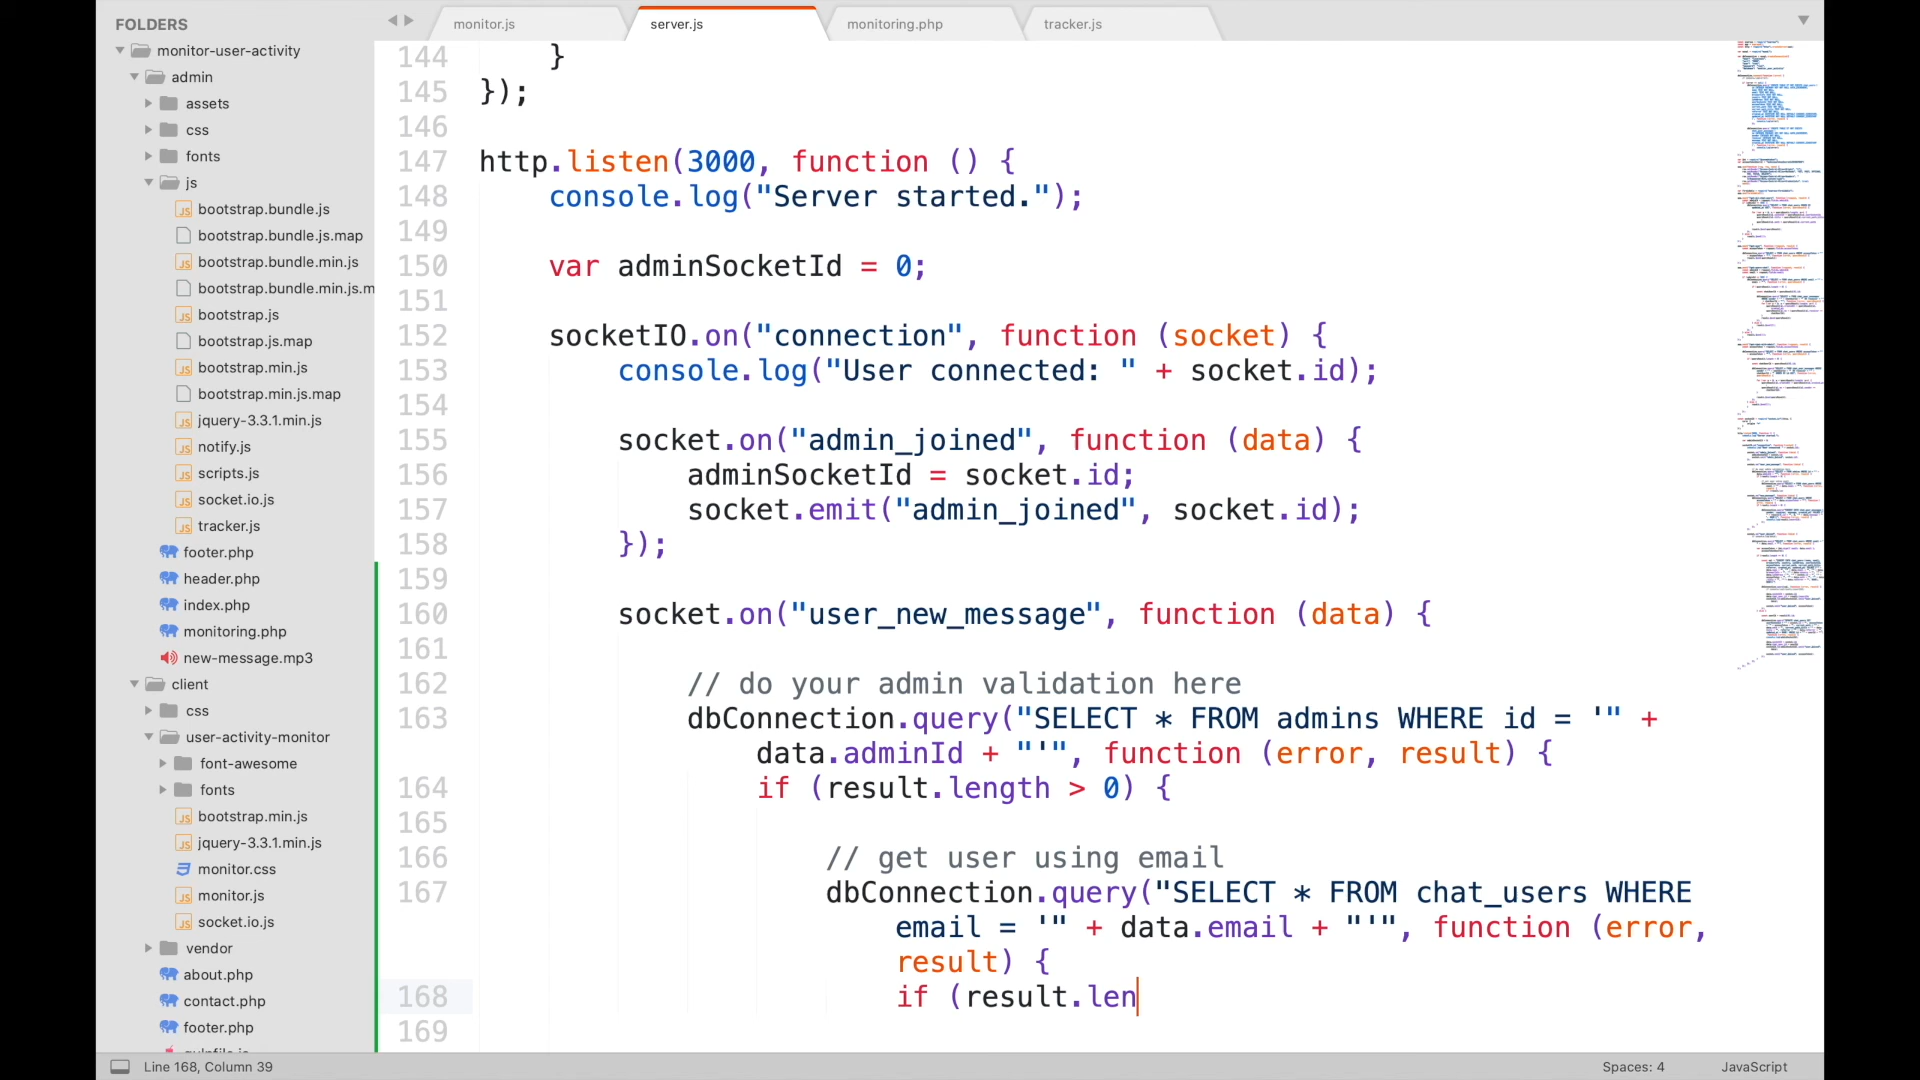 FOLDERS
monitor-user-activity
admin
assets
css
fonts
js
bootstrap.bundle.js
bootstrap.bundle.js.map
bootstrap.bundle.min.js
bootstrap.bundle.min.js.m
bootstrap.js
bootstrap.js.map
bootstrap.min.js
bootstrap.min.js.map
jquery-3.3.1.min.js
notify.js
scripts.js
socket.io.js
tracker.js
footer.php
header.php
index.php
monitoring.php
new-message.mp3
client
css
user-activity-monitor
font-awesome
fonts
bootstrap.min.js
jquery-3.3.1.min.js
monitor.css
monitor.js
socket.io.js
vendor
about.php
contact.php
footer.php
monitor.js
server.js
monitoring.php
tracker.js
144 }
145 });
146
147 http.listen(3000, function () {
148 console.log("Server started.");
149
150 var adminSocketId = 0;
151
152 socketIO.on("connection", function (socket) {
153 console.log("User connected: " + socket.id);
154
155 socket.on("admin_joined", function (data) {
156 adminSocketId = socket.id;
157 socket.emit("admin_joined", socket.id);
158 });
159
160 socket.on("user_new_message", function (data) {
161
162 // do your admin validation here
163 dbConnection.query("SELECT * FROM admins WHERE id = '" +
data.adminId + "'", function (error, result) {
164 if (result.length > 0) {
165
166 // get user using email
167 dbConnection.query("SELECT * FROM chat_users WHERE
email = '" + data.email + "'", function (error,
result) {
168 if (result.len
169
Line 168, Column 39
Spaces: 4
JavaScript